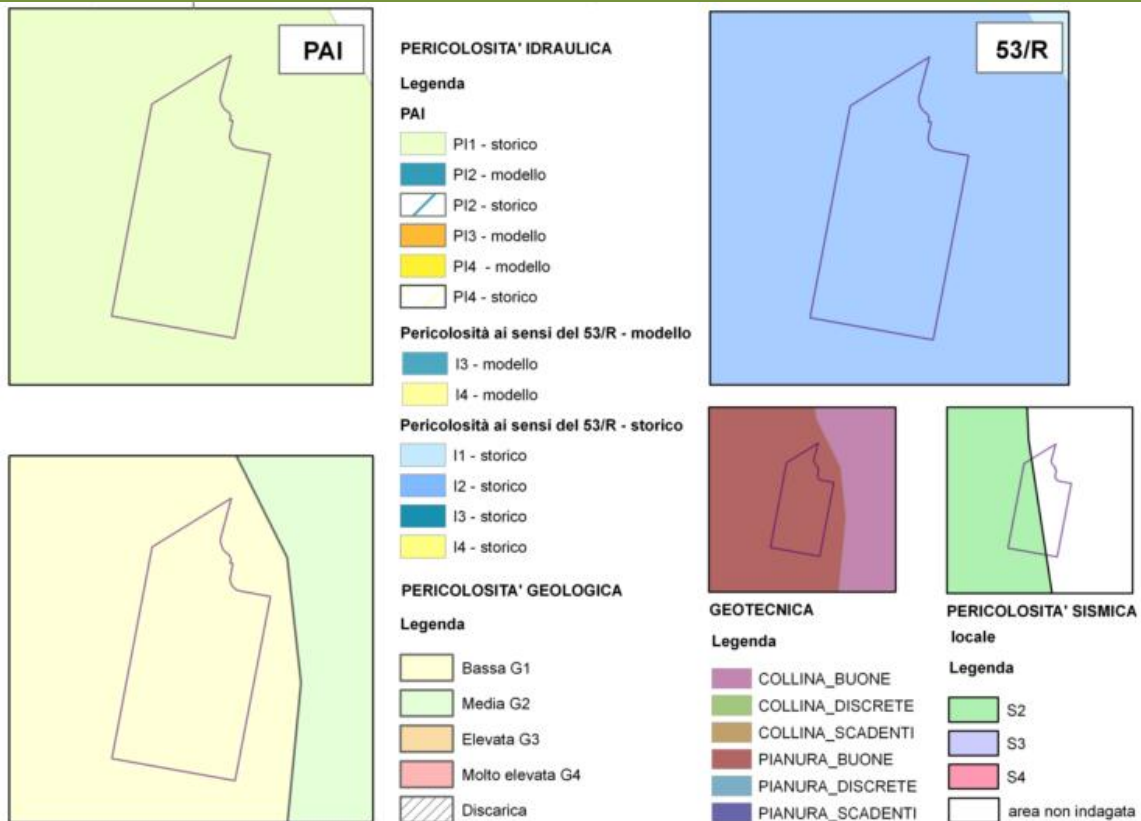 PAI
PERICOLOSITA' IDRAULICA
Legenda
PAI
PI1 - storico
PI2 - modello
PI2 - storico
PI3 - modello
PI4 - modello
PI4 - storico
Pericolosità ai sensi del 53/R - modello
I3 - modello
I4 - modello
Pericolosità ai sensi del 53/R - storico
I1 - storico
I2 - storico
I3 - storico
I4 - storico
53/R
PERICOLOSITA' GEOLOGICA
Legenda
Bassa G1
Media G2
Elevata G3
Molto elevata G4
Discarica
GEOTECNICA
Legenda
COLLINA_BUONE
COLLINA_DISCRETE
COLLINA_SCADENTI
PIANURA_BUONE
PIANURA_DISCRETE
PIANURA_SCADENTI
PERICOLOSITA' SISMICA
locale
Legenda
S2
S3
S4
area non indagata